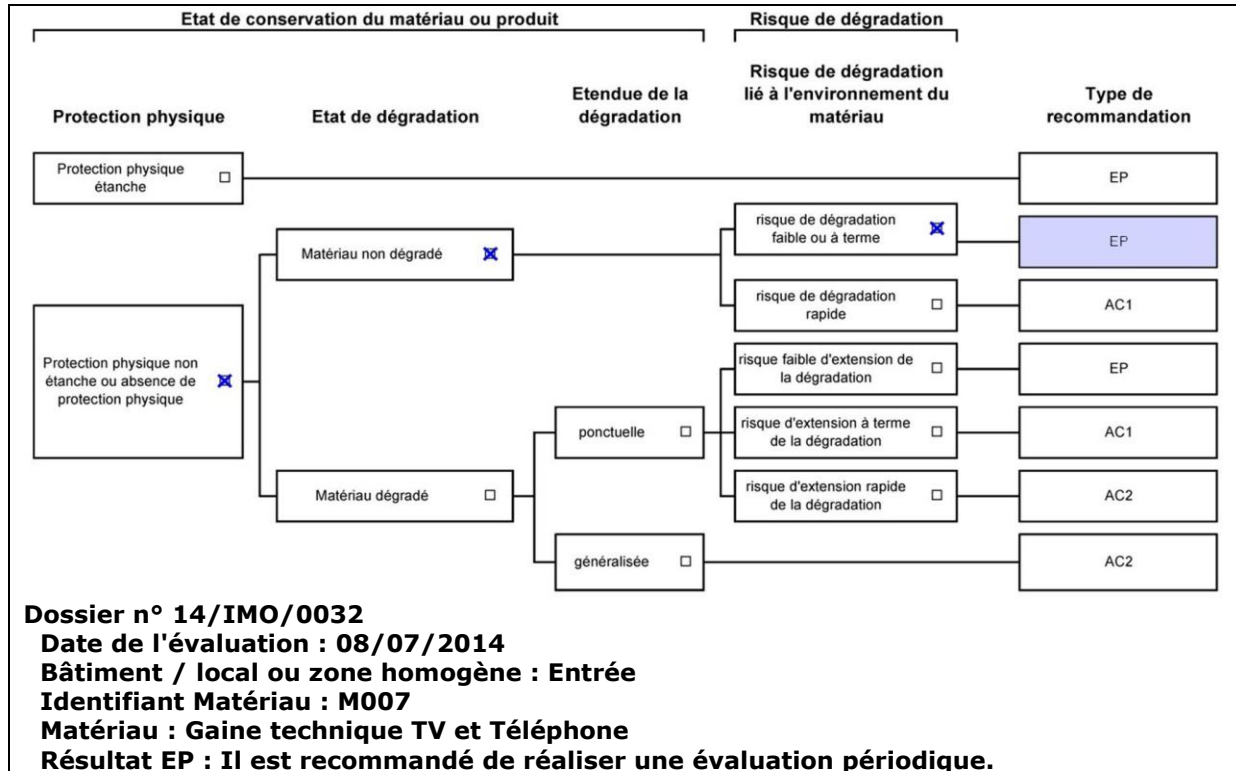 Etat de conservation du matériau ou produit
Risque de dégradation
Protection physique
Etat de dégradation
Etendue de la
dégradation
Risque de dégradation
lié à l'environnement du
matériau
Type de
recommandation
Protection physique
étanche
EP
risque de dégradation
faible ou à terme
EP
Matériau non dégradé
risque de dégradation
rapide
AC1
Protection physique non
étanche ou absence de
protection physique
risque faible d'extension de
la dégradation
EP
ponctuelle
risque d'extension à terme
de la dégradation
AC1
Matériau dégradé
risque d'extension rapide
de la dégradation
AC2
généralisée
AC2
Dossier n° 14/IMO/0032
Date de l'évaluation : 08/07/2014
Bâtiment / local ou zone homogène : Entrée
Identifiant Matériau : M007
Matériau : Gaine technique TV et Téléphone
Résultat EP : Il est recommandé de réaliser une évaluation périodique.